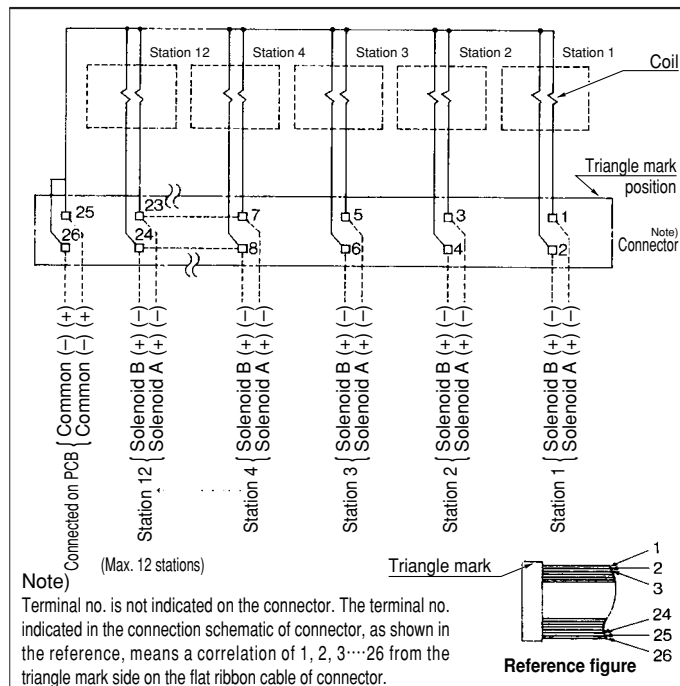 Station 12
Station 4
Station 3
Station 2
Station 1
Coil
Triangle mark
position
Note)
Connector
25
26
23
24
7
8
5
6
3
4
1
2
Connected on PCB
Common (−) (+)
Common (−) (+)
Station 12
Solenoid B (+) (−)
Solenoid A (+) (−)
Station 4
Solenoid B (+) (−)
Solenoid A (+) (−)
Station 3
Solenoid B (+) (−)
Solenoid A (+) (−)
Station 2
Solenoid B (+) (−)
Solenoid A (+) (−)
Station 1
Solenoid B (+) (−)
Solenoid A (+) (−)
(Max. 12 stations)
Note)
Terminal no. is not indicated on the connector. The terminal no.
indicated in the connection schematic of connector, as shown in
the reference, means a correlation of 1, 2, 3····26 from the
triangle mark side on the flat ribbon cable of connector.
Triangle mark
1
2
3
24
25
26
Reference figure